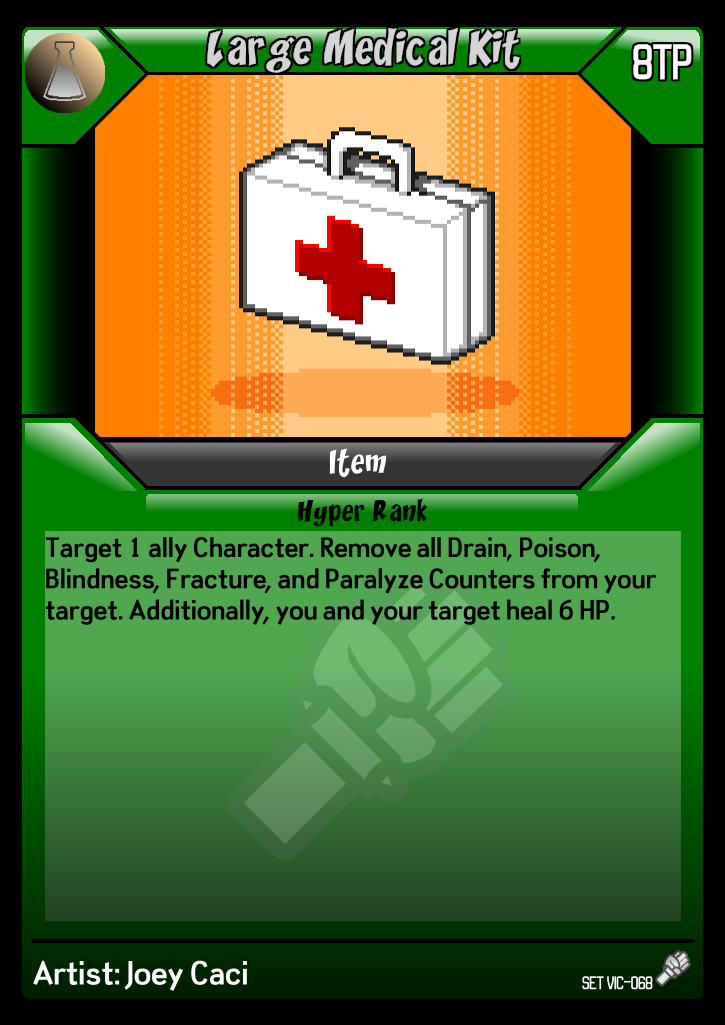 Large Medical Kit
8TP
Item
Hyper Rank
Target 1 ally Character. Remove all Drain, Poison,
Blindness, Fracture, and Paralyze Counters from your
target. Additionally, you and your target heal 6 HP.
Artist: Joey Caci
SET VIC-068